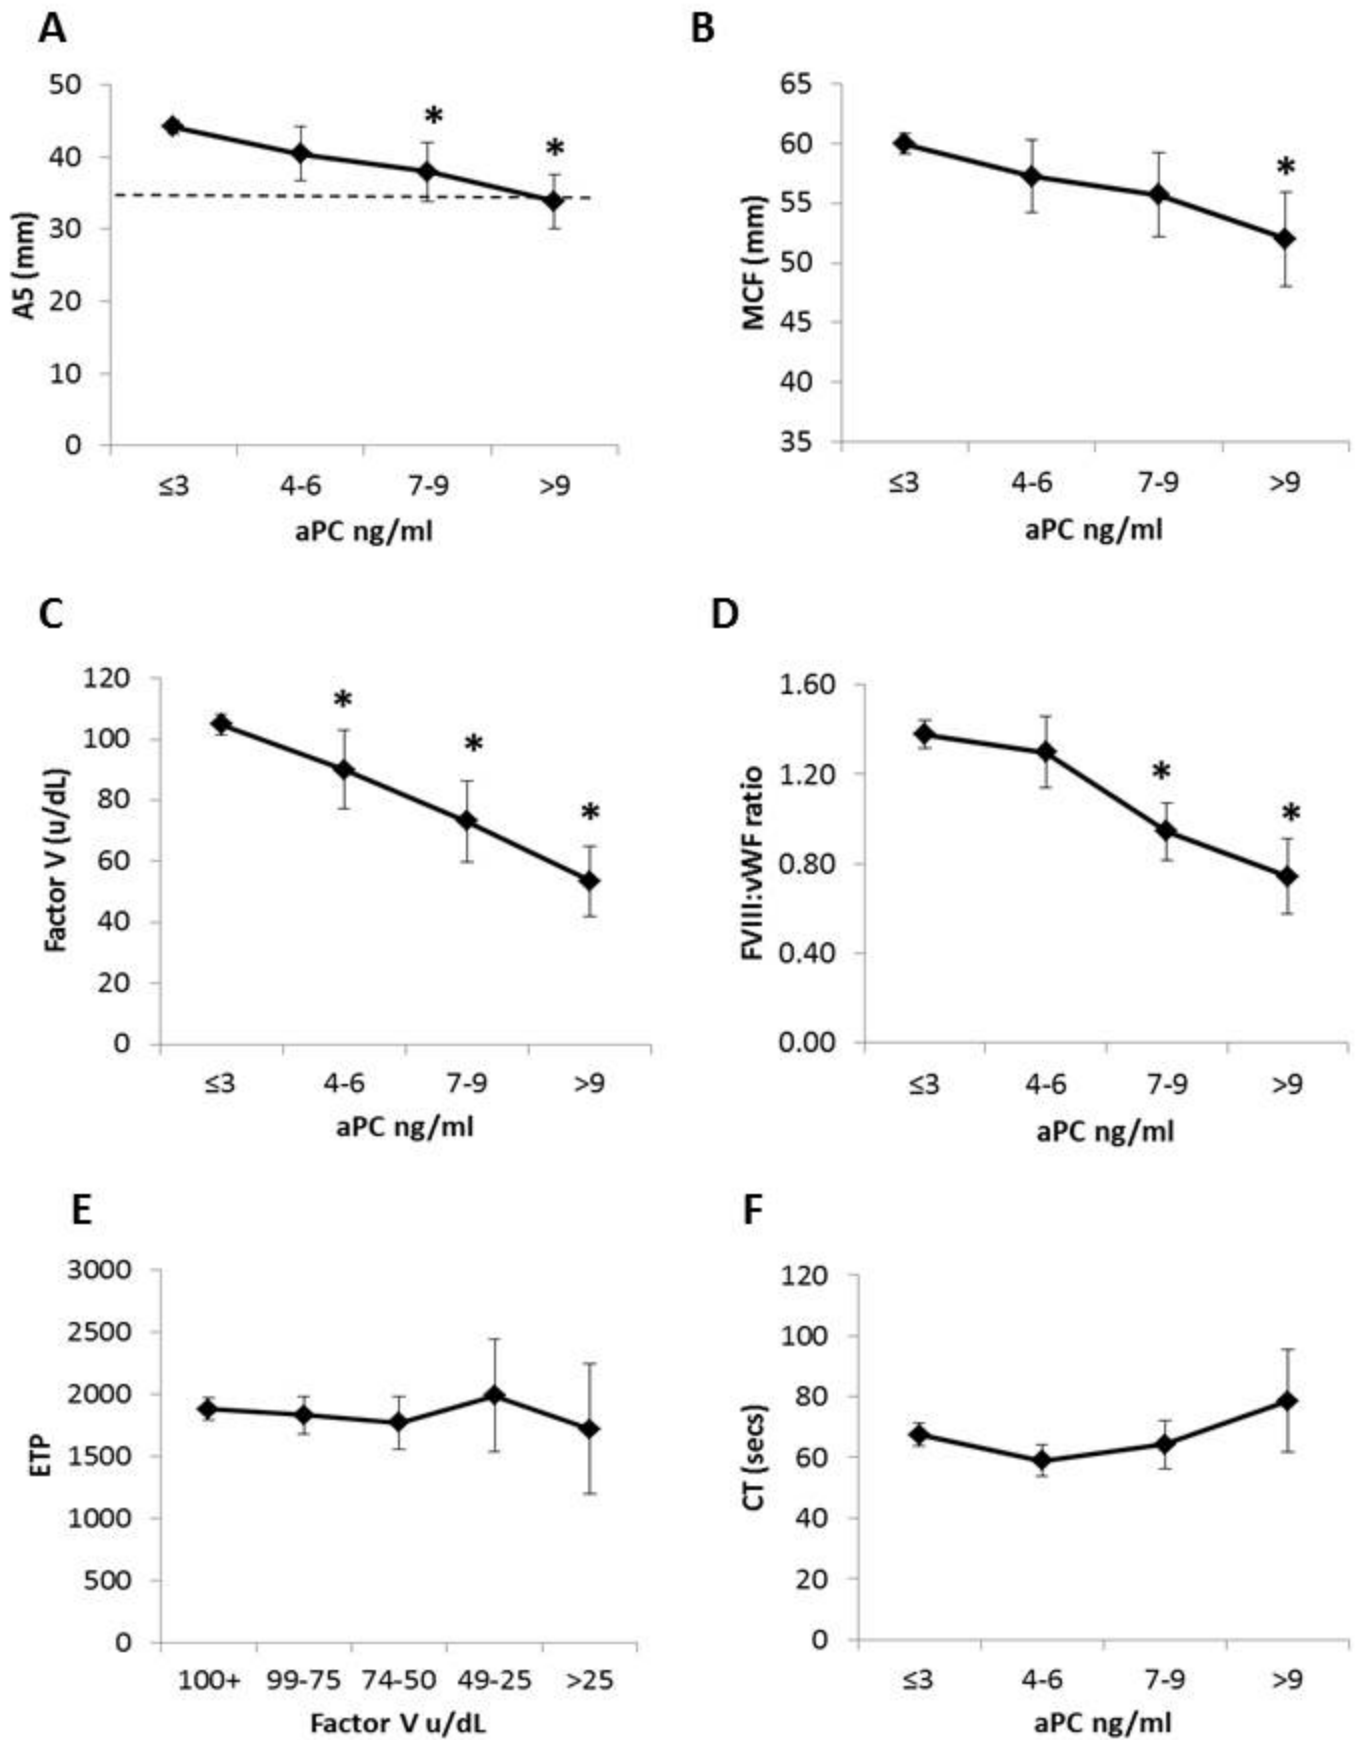 A
50
40
30
20
10
0
A5 (mm)
*
*
≤3 4-6 7-9 >9
aPC ng/ml
B
65
60
55
50
45
40
35
MCF (mm)
*
≤3 4-6 7-9 >9
aPC ng/ml
C
120
100
80
60
40
20
0
Factor V (u/dL)
*
*
*
≤3 4-6 7-9 >9
aPC ng/ml
D
1.60
1.20
0.80
0.40
0.00
FVIII:vWF ratio
*
*
≤3 4-6 7-9 >9
aPC ng/ml
E
3000
2500
2000
1500
1000
500
0
ETP
100+ 99-75 74-50 49-25 >25
Factor V u/dL
F
120
100
80
60
40
20
0
CT (secs)
≤3 4-6 7-9 >9
aPC ng/ml